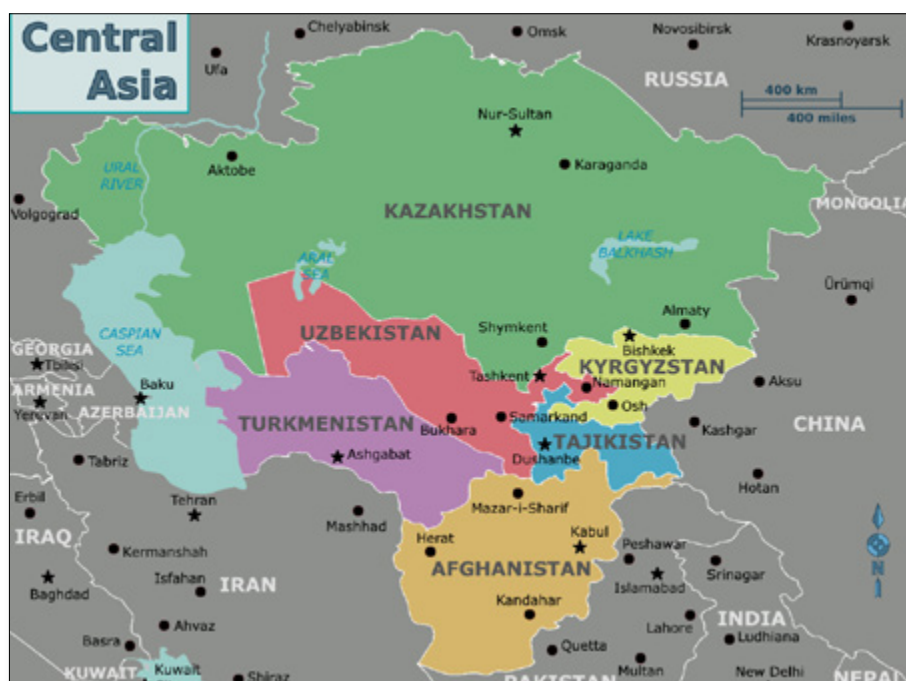 Central
Asia
Chelyabinsk
Omsk
Novosibirsk
Krasnoyarsk
Ufa
RUSSIA
400 km
400 miles
Nur-Sultan
Aktobe
Karaganda
URAL
RIVER
Volgograd
KAZAKHSTAN
MONGOLIA
LAKE
BALKHASH
ARAL
SEA
Ürümqi
CASPIAN
SEA
UZBEKISTAN
Shymkent
Almaty
GEORGIA
Tbilisi
Bishkek
KYRGYZSTAN
Tashkent
Namangan
Aksu
ARMENIA
Baku
Yerevan
AZERBAIJAN
TURKMENISTAN
Bukhara
Samarkand
Osh
Kashgar
CHINA
TAJIKISTAN
Ashgabat
Dushanbe
Tabriz
Hotan
Erbil
Tehran
Mashhad
Mazar-i-Sharif
IRAQ
Kermanshah
Herat
Kabul
Peshawar
N
Isfahan
IRAN
AFGHANISTAN
Islamabad
Srinagar
Baghdad
Kandahar
Lahore
INDIA
Ahvaz
Ludhiana
Basra
Quetta
KUWAIT
Kuwait
Shiraz
PAKISTAN
Multan
New Delhi
NEPAL